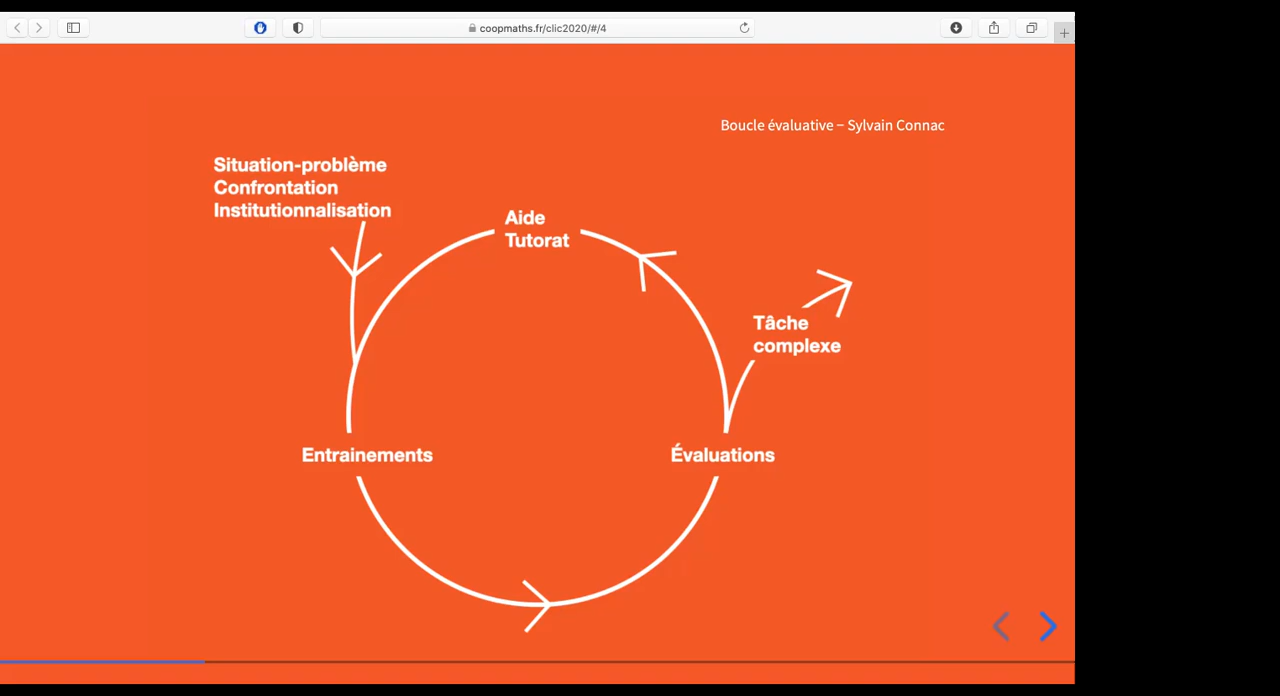 coopmaths.fr/clic2020/#/4
Boucle évaluative – Sylvain Connac
Situation-problème
Confrontation
Institutionnalisation
Aide
Tutorat
Tâche
complexe
Entrainements
Évaluations